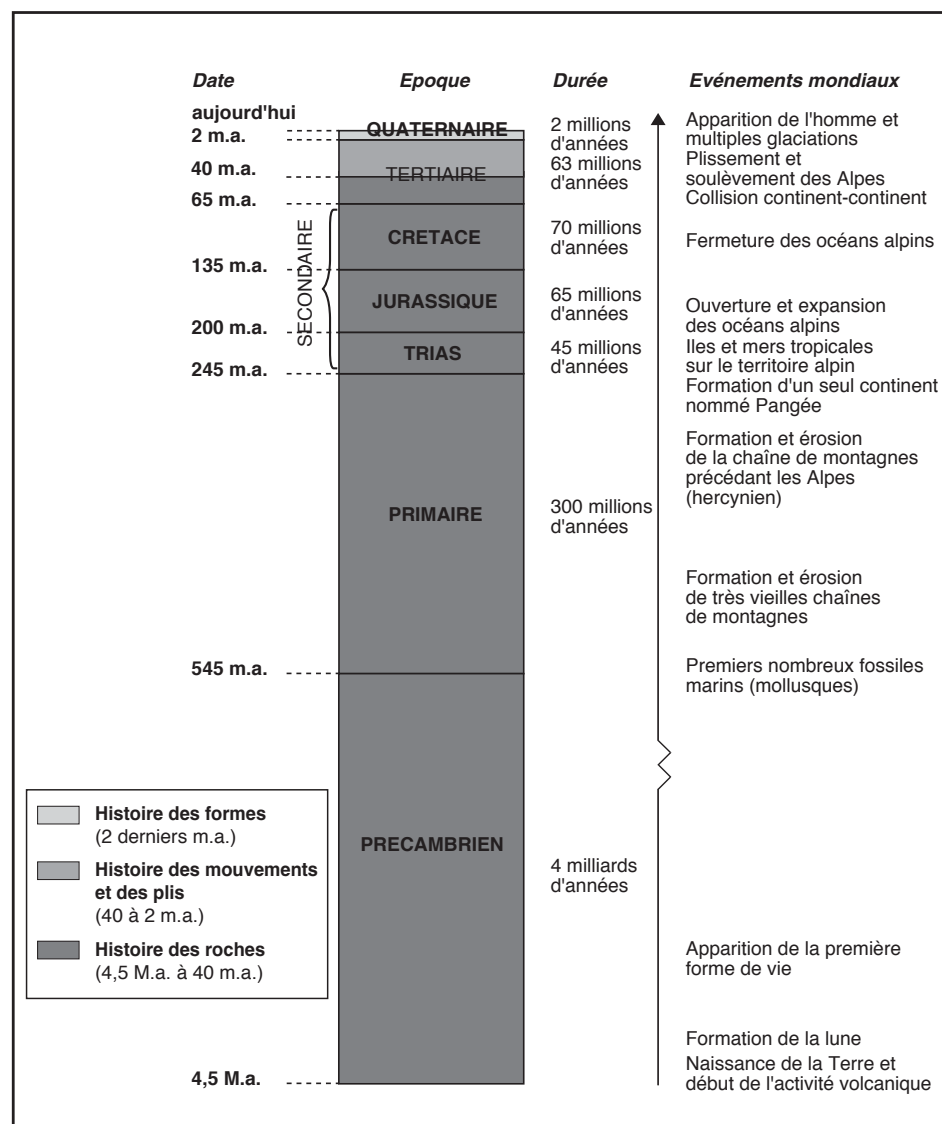 Date Epoque Durée Evénements mondiaux
aujourd'hui
2 m.a.
QUATERNAIRE
2 millions
d'années
Apparition de l'homme et
multiples glaciations
40 m.a.
TERTIAIRE
63 millions
d'années
Plissement et
soulèvement des Alpes
Collision continent-continent
65 m.a.
SECONDAIRE
CRETACE
70 millions
d'années
Fermeture des océans alpins
135 m.a.
JURASSIQUE
65 millions
d'années
Ouverture et expansion
des océans alpins
200 m.a.
TRIAS
45 millions
d'années
Iles et mers tropicales
sur le territoire alpin
245 m.a.
Formation d'un seul continent
nommé Pangée
Formation et érosion
de la chaîne de montagnes
précédant les Alpes
(hercynien)
PRIMAIRE
300 millions
d'années
Formation et érosion
de très vieilles chaînes
de montagnes
545 m.a.
Premiers nombreux fossiles
marins (mollusques)
PRECAMBRIEN
4 milliards
d'années
Apparition de la première
forme de vie
Formation de la lune
4,5 M.a.
Naissance de la Terre et
début de l'activité volcanique
Histoire des formes
(2 derniers m.a.)
Histoire des mouvements
et des plis
(40 à 2 m.a.)
Histoire des roches
(4,5 M.a. à 40 m.a.)